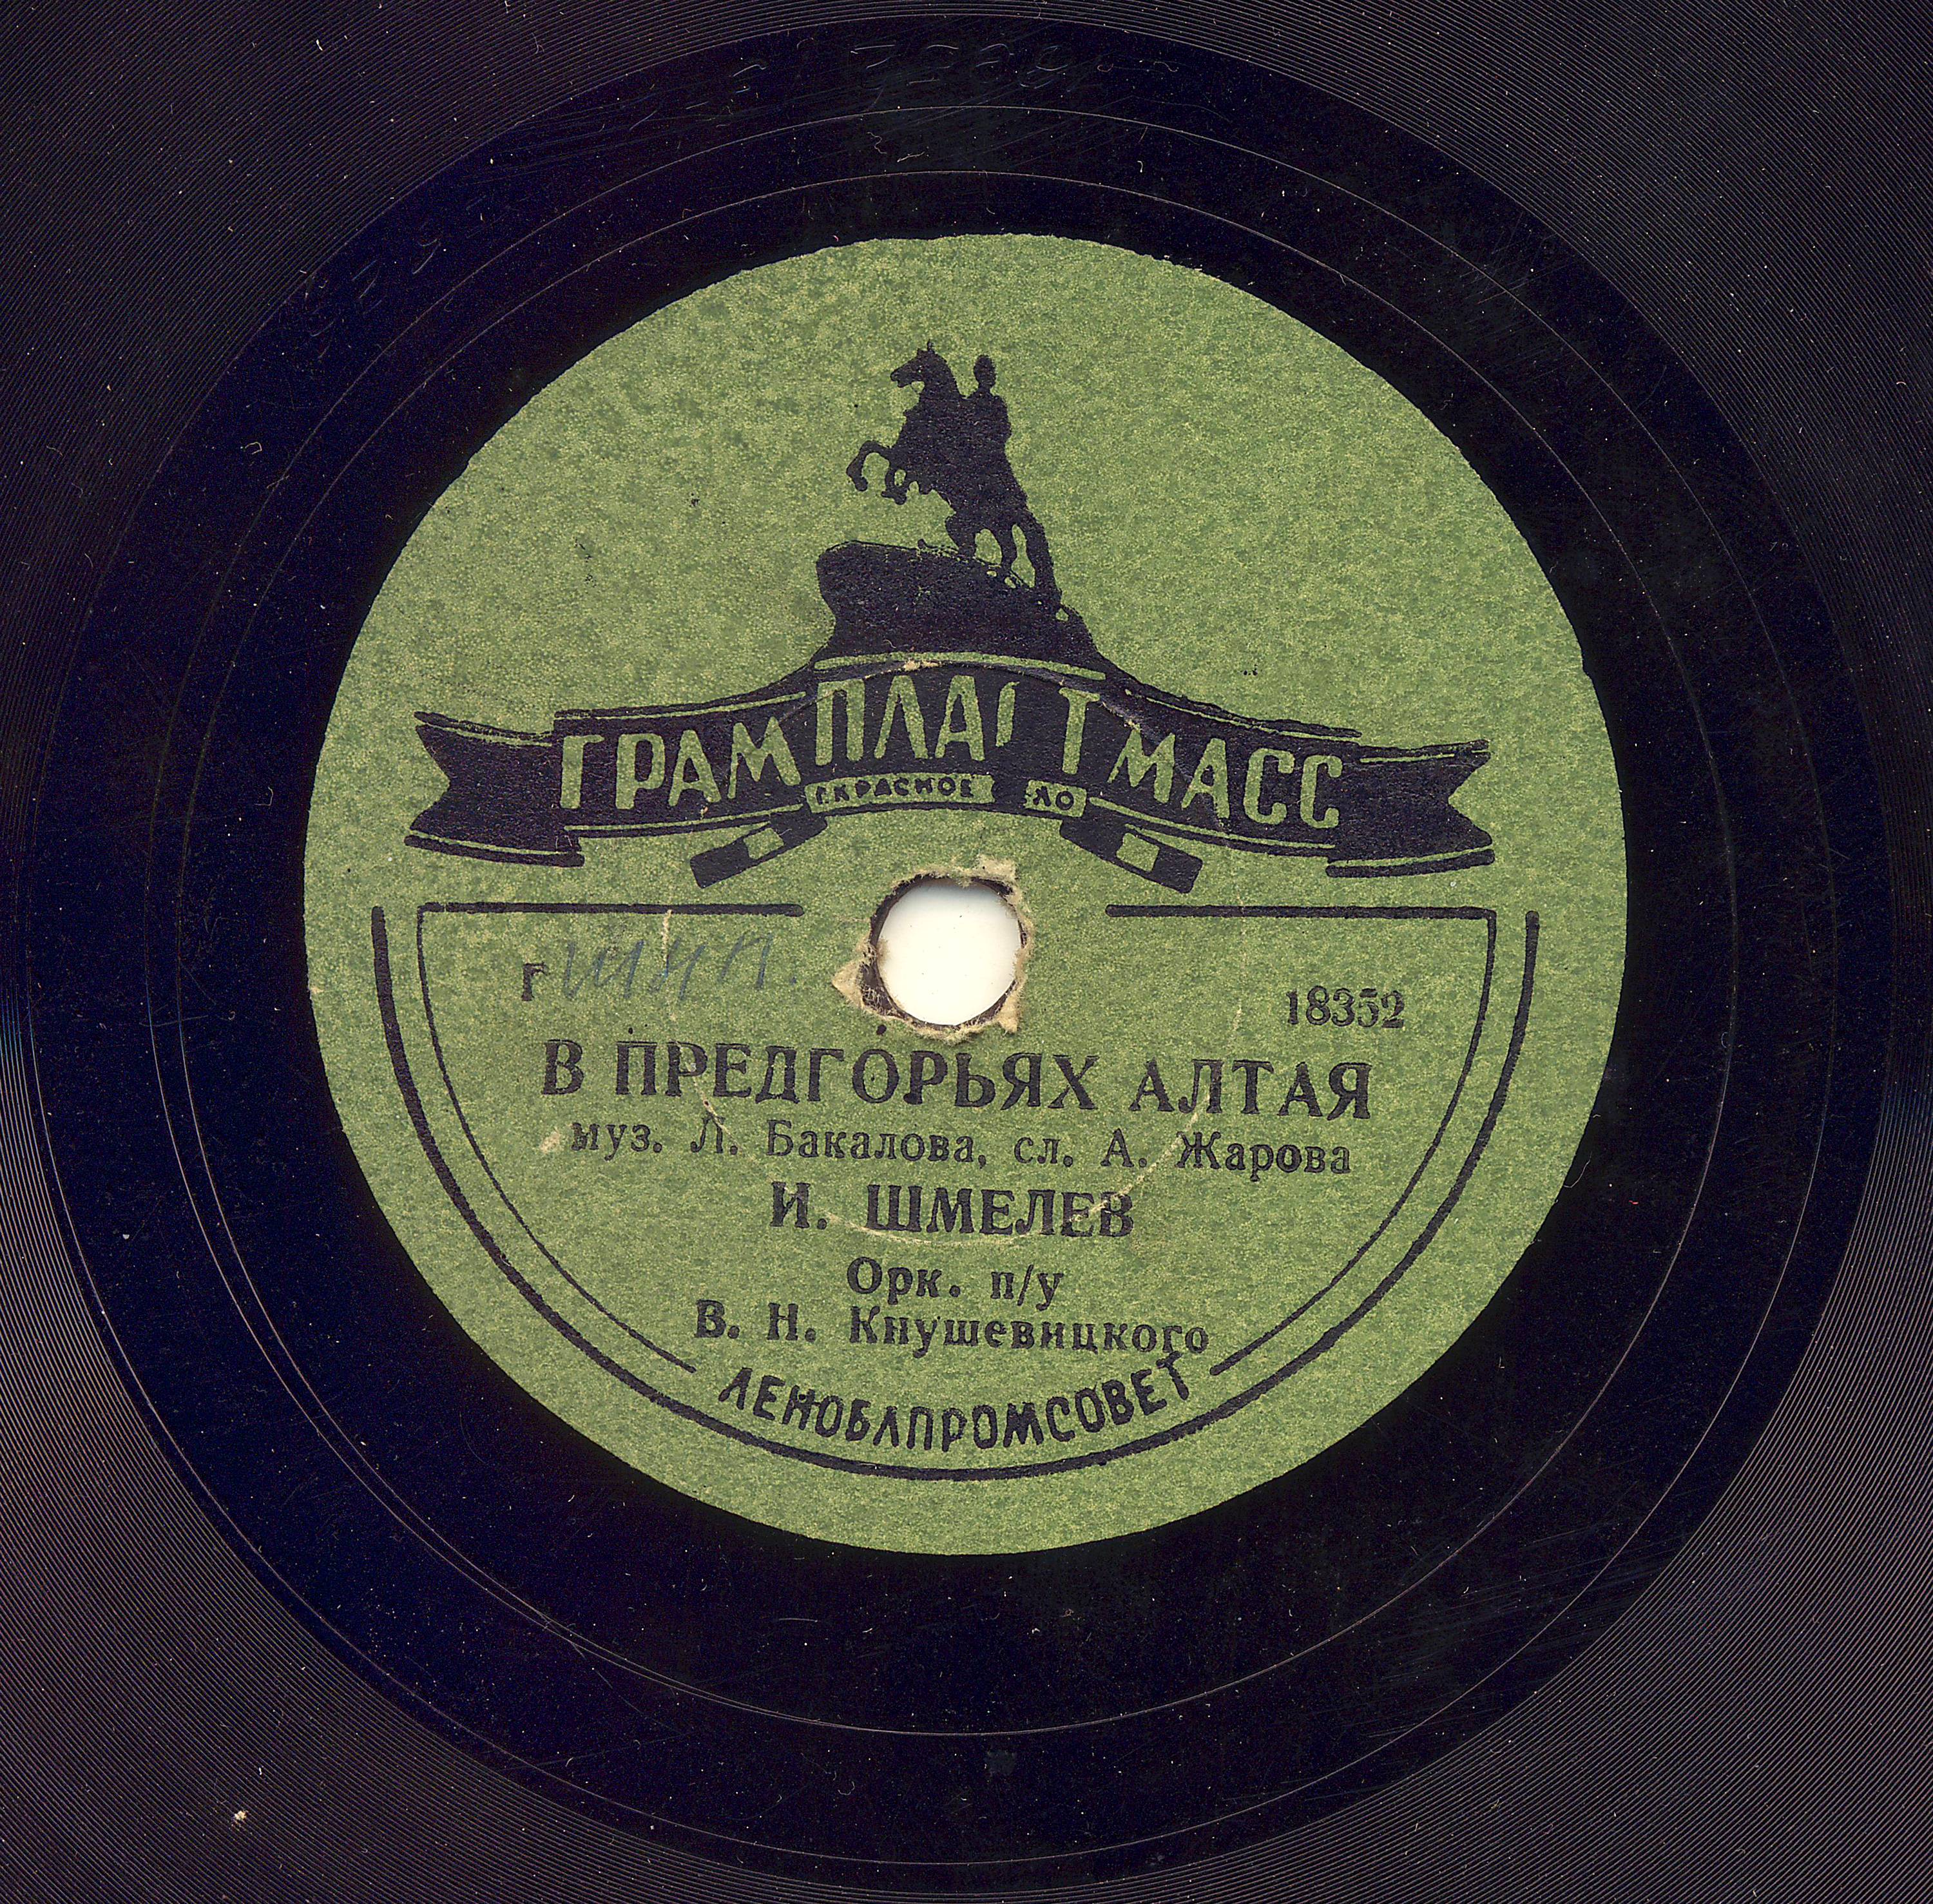 ГРАМПЛАСТМАСС
Г.КРАСНОЕ ЛО
г
18352
В ПРЕДГОРЬЯХ АЛТАЯ
муз. Л. Бакалова, сл. А. Жарова
И. ШМЕЛЕВ
Орк. п/у
В. Н. Кнушевицкого
ЛЕНОБЛПРОМСОВЕТ